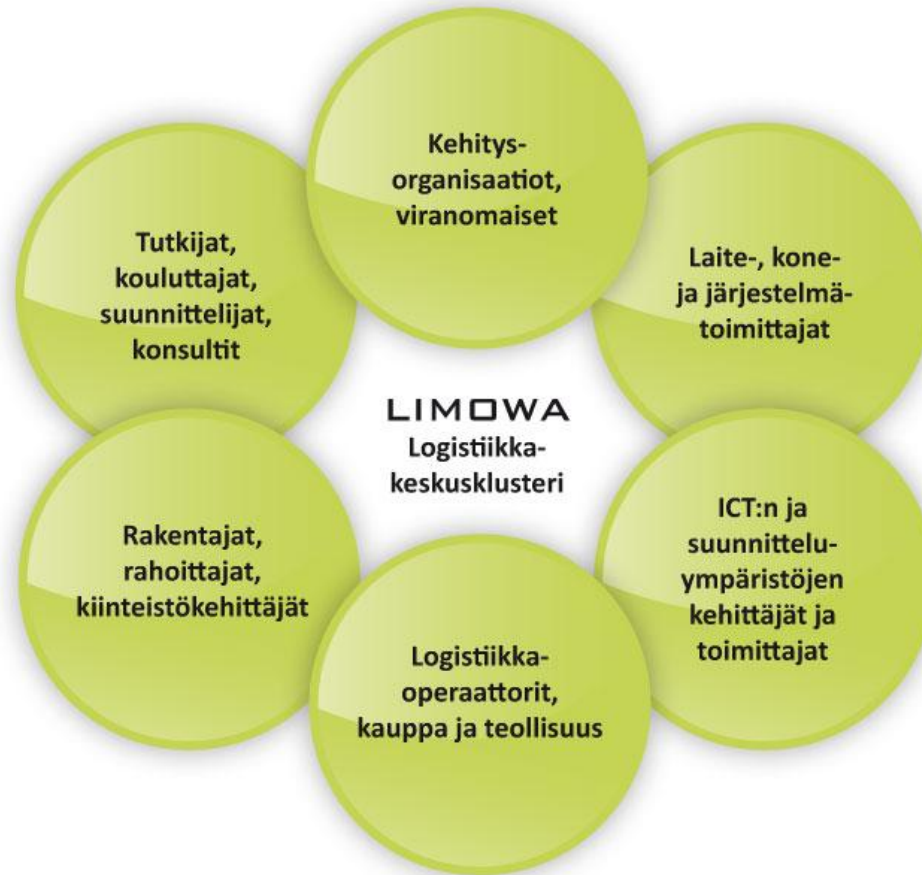 Kehitys-
organisaatiot,
viranomaiset
Tutkijat,
kouluttajat,
suunnittelijat,
konsultit
Laite-, kone-
ja järjestelmä-
toimittajat
LIMOWA
Logistiikka-
keskusklusteri
Rakentajat,
rahoittajat,
kiinteistökehittäjät
ICT:n ja
suunnittelu-
ympäristöjen
kehittäjät ja
toimittajat
Logistiikka-
operaattorit,
kauppa ja teollisuus